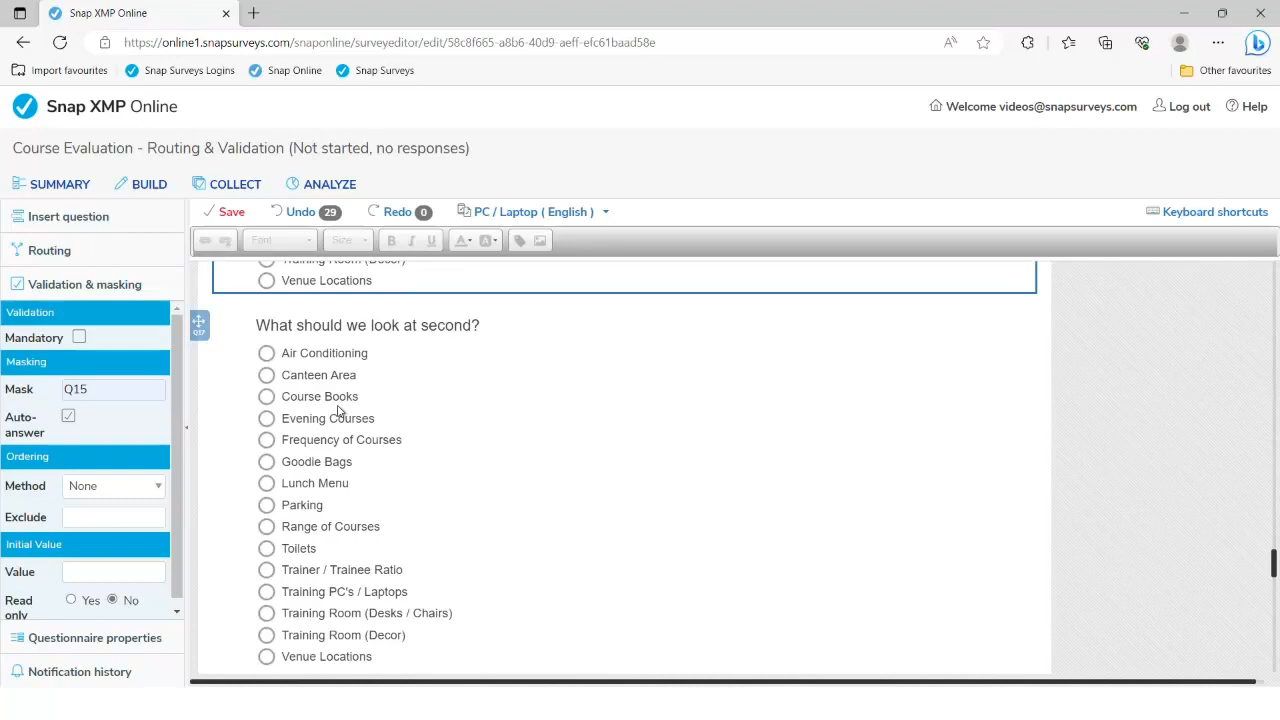 Snap XMP Online
https://online1.snapsurveys.com/snaponline/surveyeditor/edit/58c8f665-a8b6-40d9-aeff-efc61baad58e
Import favourites Snap Surveys Logins Snap Online Snap Surveys Other favourites
Snap XMP Online Welcome videos@snapsurveys.com Log out Help
Course Evaluation - Routing & Validation (Not started, no responses)
SUMMARY BUILD COLLECT ANALYZE
Insert question
Save Undo 29 Redo 0 PC / Laptop ( English ) Keyboard shortcuts
Font Size B I U A A
Routing
Validation & masking
Validation
Mandatory
Masking
Mask Q15
Auto-
answer
Ordering
Method None
Exclude
Initial Value
Value
Read
only
Yes No
Questionnaire properties
Notification history
Training Room (Decor)
Venue Locations
Q17
What should we look at second?
Air Conditioning
Canteen Area
Course Books
Evening Courses
Frequency of Courses
Goodie Bags
Lunch Menu
Parking
Range of Courses
Toilets
Trainer / Trainee Ratio
Training PC's / Laptops
Training Room (Desks / Chairs)
Training Room (Decor)
Venue Locations